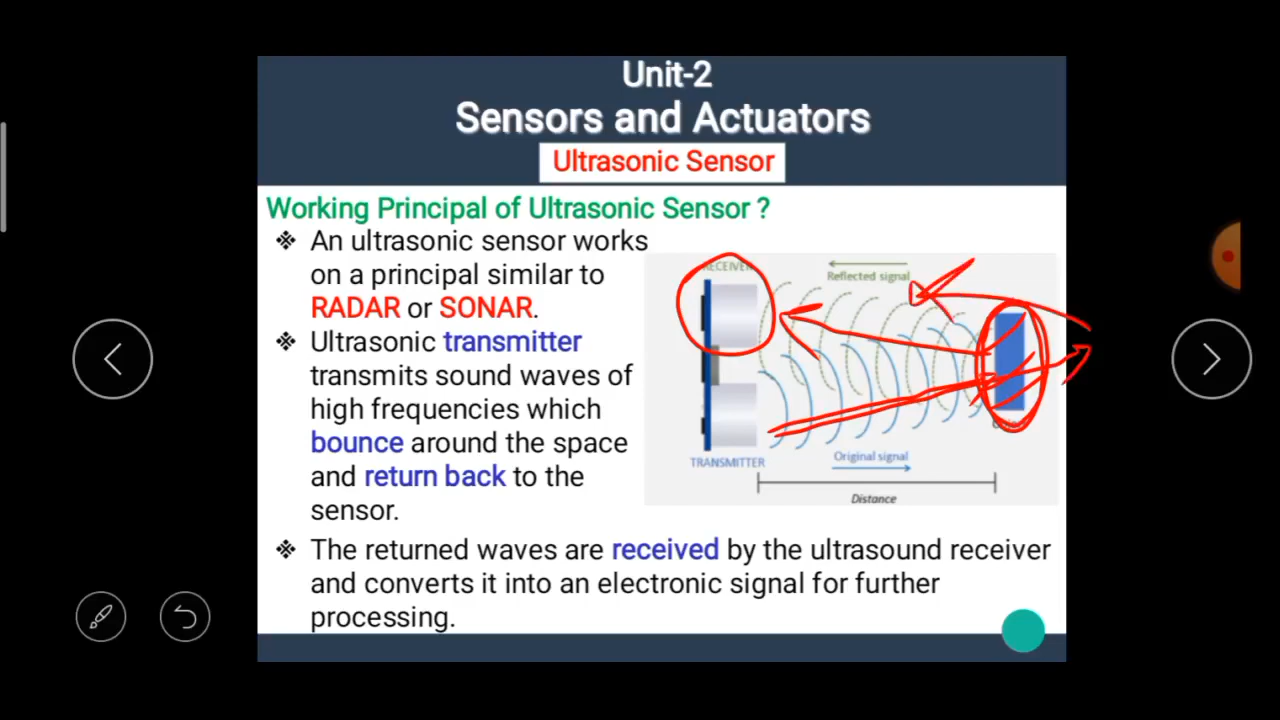 Unit-2
Sensors and Actuators
Ultrasonic Sensor
Working Principal of Ultrasonic Sensor ?
❖ An ultrasonic sensor works
on a principal similar to
RADAR or SONAR.
❖ Ultrasonic transmitter
transmits sound waves of
high frequencies which
bounce around the space
and return back to the
sensor.
❖ The returned waves are received by the ultrasound receiver
and converts it into an electronic signal for further
processing.
RECEIVER
Reflected signal
TRANSMITTER
Original signal
Distance